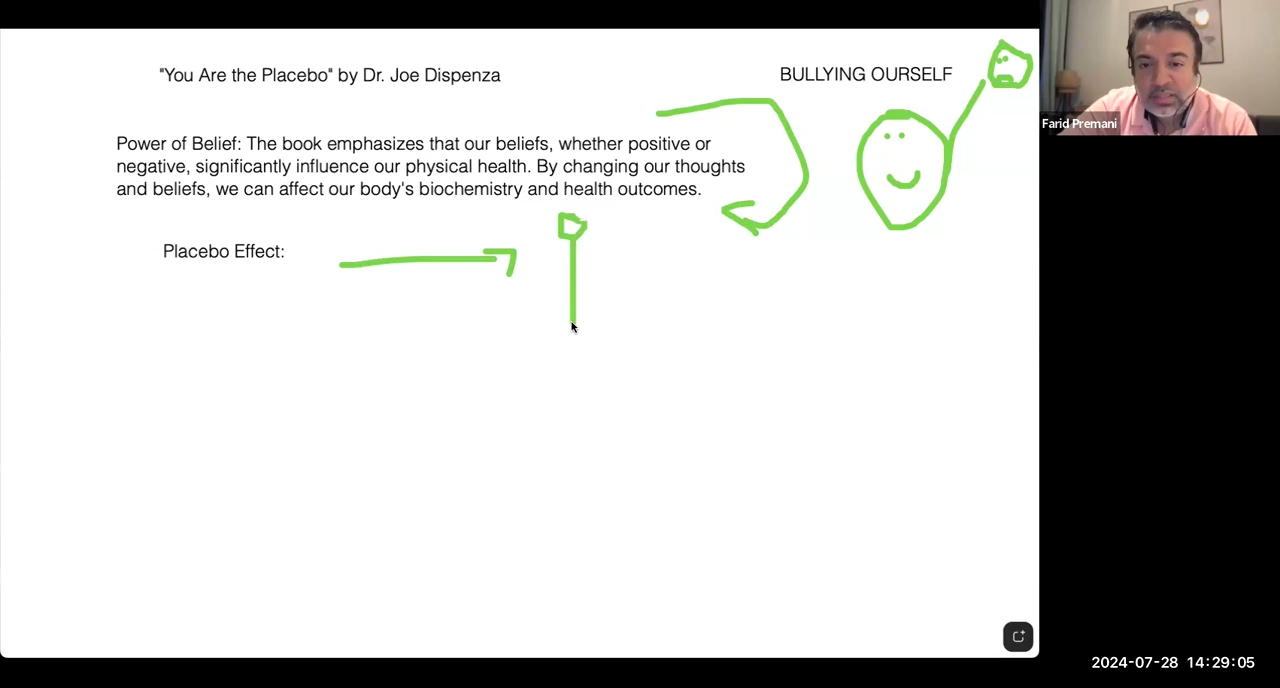 "You Are the Placebo" by Dr. Joe Dispenza
BULLYING OURSELF
Farid Premani
Power of Belief: The book emphasizes that our beliefs, whether positive or
negative, significantly influence our physical health. By changing our thoughts
and beliefs, we can affect our body's biochemistry and health outcomes.
Placebo Effect:
2024-07-28 14:29:05